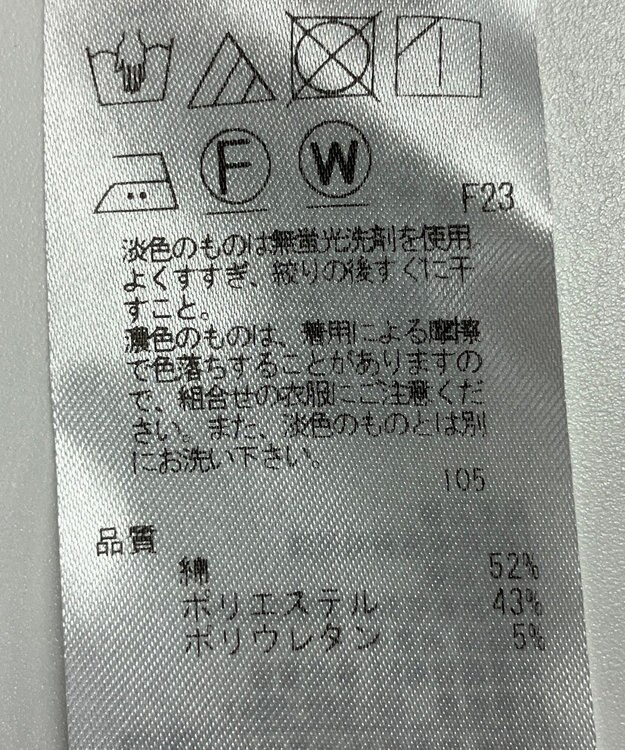 F W
F23
淡色のものは無蛍光洗剤を使用。
よくすすぎ、絞りの後すぐに干
すこと。
濃色のものは、着用による摩擦
で色落ちすることがありますの
で、組合せの衣服にご注意くだ
さい。また、淡色のものとは別
にお洗い下さい。
105
品質
綿 52%
ポリエステル 43%
ポリウレタン 5%